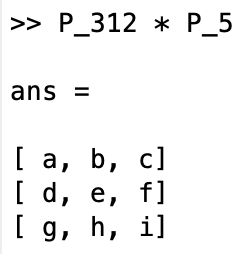 >> P_312 * P_5
ans =
[ a, b, c]
[ d, e, f]
[ g, h, i]